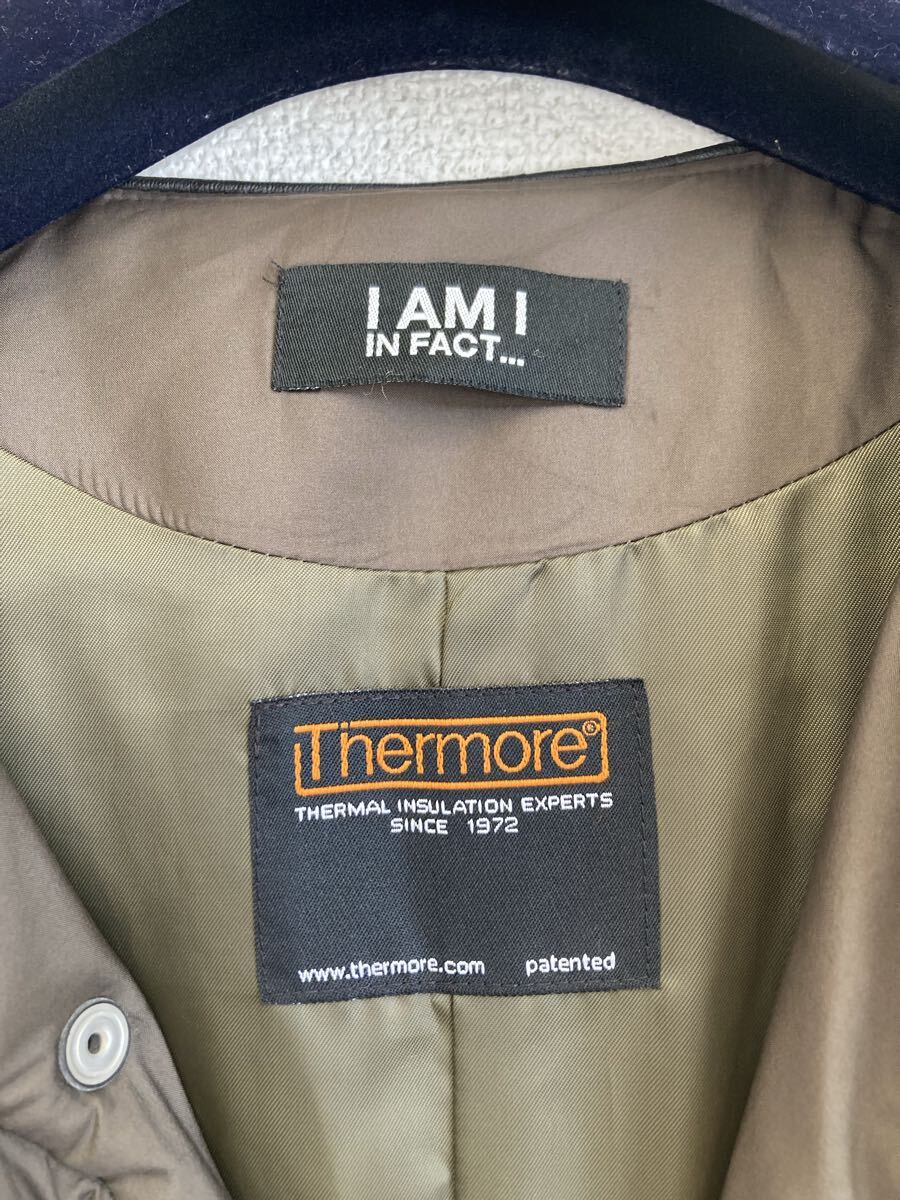 I AM I
IN FACT...
Thermore®
THERMAL INSULATION EXPERTS
SINCE 1972
www.thermore.com patented